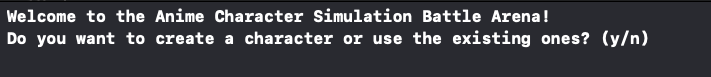 Welcome to the Anime Character Simulation Battle Arena!
Do you want to create a character or use the existing ones? (y/n)